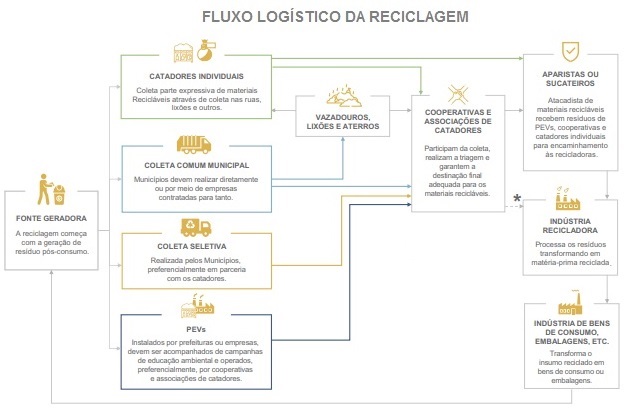 FLUXO LOGÍSTICO DA RECICLAGEM
FONTE GERADORA
A reciclagem começa
com a geração de
resíduo pós-consumo.
CATADORES INDIVIDUAIS
Coleta parte expressiva de materiais
Recicláveis através de coleta nas ruas,
lixões e outros.
COLETA COMUM MUNICIPAL
Municípios devem realizar diretamente
ou por meio de empresas
contratadas para tanto.
COLETA SELETIVA
Realizada pelos Municípios,
preferencialmente em parceria
com os catadores.
PEVs
Instalados por prefeituras ou empresas,
devem ser acompanhados de campanhas
de educação ambiental e operados,
preferencialmente, por cooperativas
e associações de catadores.
VAZADOUROS,
LIXÕES E ATERROS
COOPERATIVAS E
ASSOCIAÇÕES DE
CATADORES
Participam da coleta,
realizam a triagem e
garantem a
destinação final
adequada para os
materiais recicláveis.
APARISTAS OU
SUCATEIROS
Atacadista de
materiais recicláveis
recebem resíduos de
PEVs, cooperativas e
catadores individuais
para encaminhamento
às recicladoras.
*
INDÚSTRIA
RECICLADORA
Processa os resíduos
transformando em
matéria-prima reciclada.
INDÚSTRIA DE BENS
DE CONSUMO,
EMBALAGENS, ETC.
Transforma o
insumo reciclado em
bens de consumo ou
embalagens.